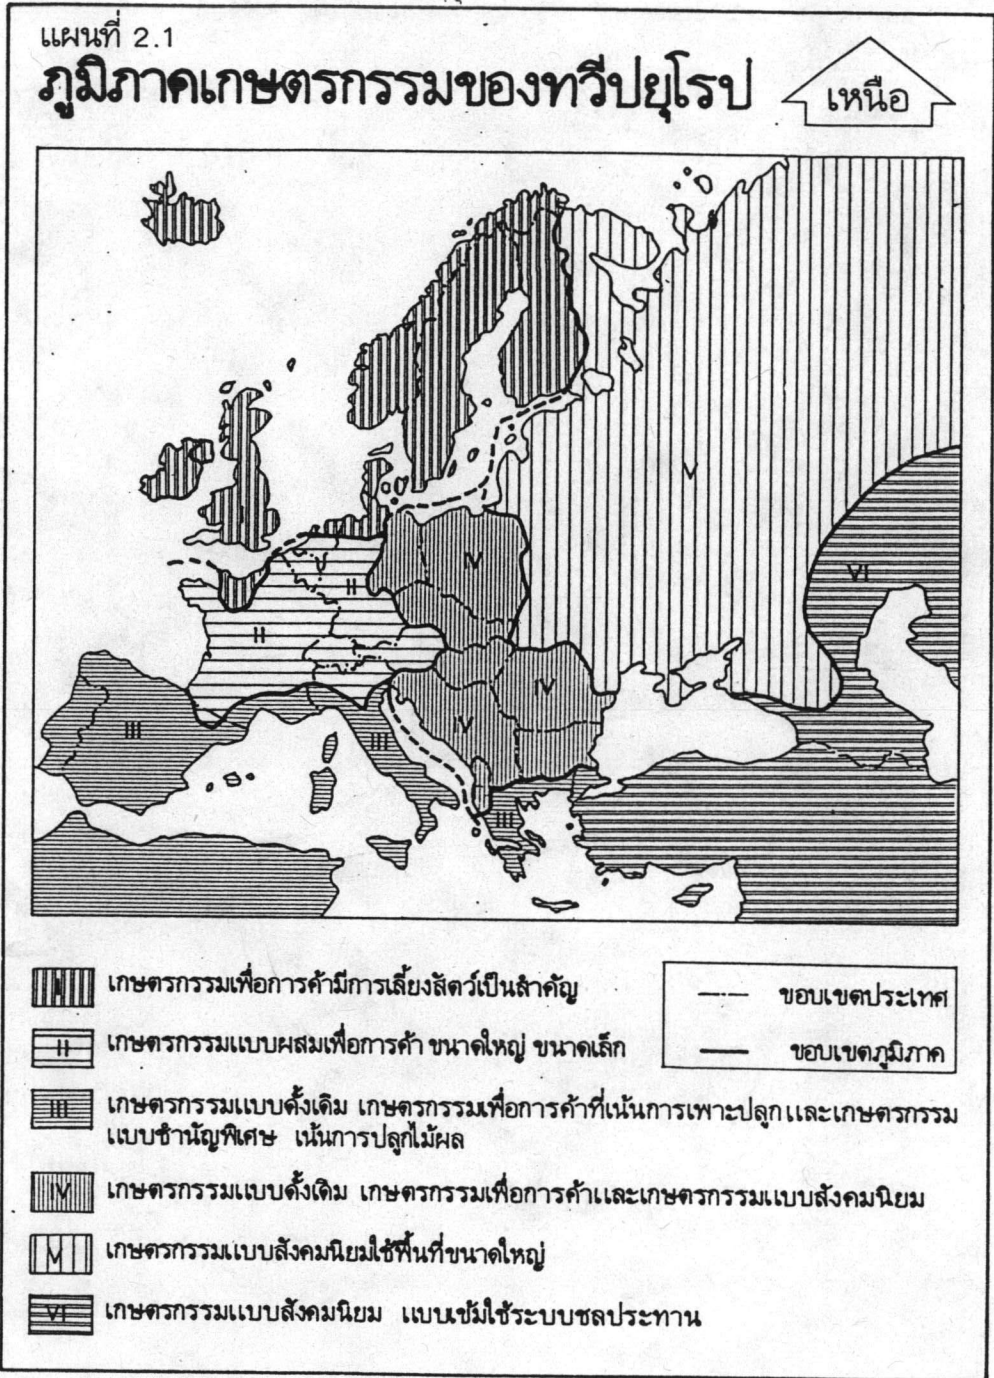 แผนที่ 2.1
ภูมิภาคเกษตรกรรมของทวีปยุโรป
เหนือ
V
IV
VI
II
II
IV
IV
III
III
III
I เกษตรกรรมเพื่อการค้ามีการเลี้ยงสัตว์เป็นสำคัญ
II เกษตรกรรมแบบผสมเพื่อการค้า ขนาดใหญ่ ขนาดเล็ก
III เกษตรกรรมแบบดั้งเดิม เกษตรกรรมเพื่อการค้าที่เน้นการเพาะปลูกและเกษตรกรรม
แบบชำนัญพิเศษ เน้นการปลูกไม้ผล
IV เกษตรกรรมแบบดั้งเดิม เกษตรกรรมเพื่อการค้าและเกษตรกรรมแบบสังคมนิยม
V เกษตรกรรมแบบสังคมนิยมใช้พื้นที่ขนาดใหญ่
VI เกษตรกรรมแบบสังคมนิยม แบบเข้มใช้ระบบชลประทาน
ขอบเขตประเทศ
ขอบเขตภูมิภาค